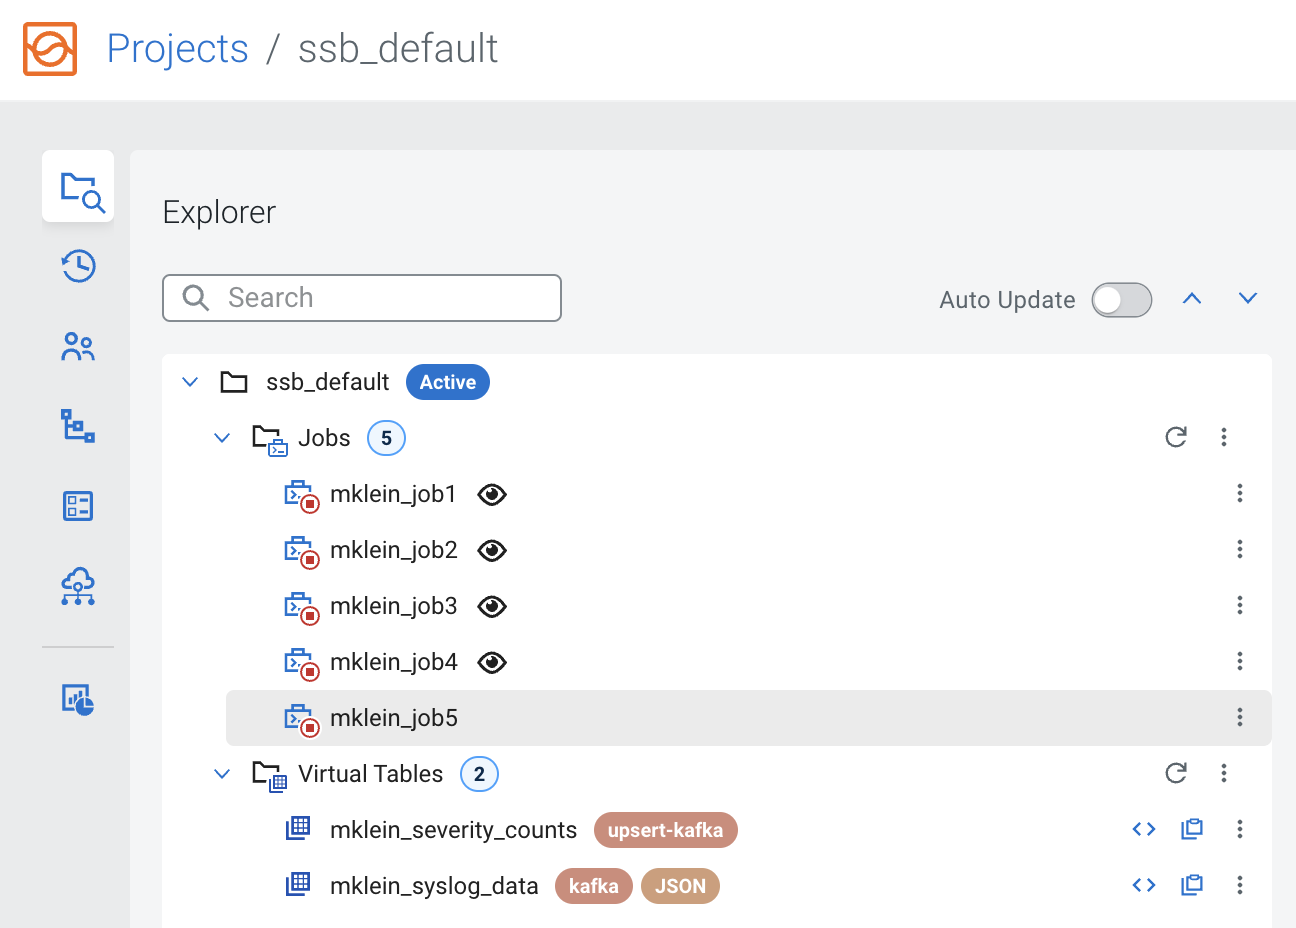 Projects / ssb_default
Explorer
Search
Auto Update
ssb_default Active
Jobs 5
mklein_job1
mklein_job2
mklein_job3
mklein_job4
mklein_job5
Virtual Tables 2
mklein_severity_counts upsert-kafka
mklein_syslog_data kafka JSON